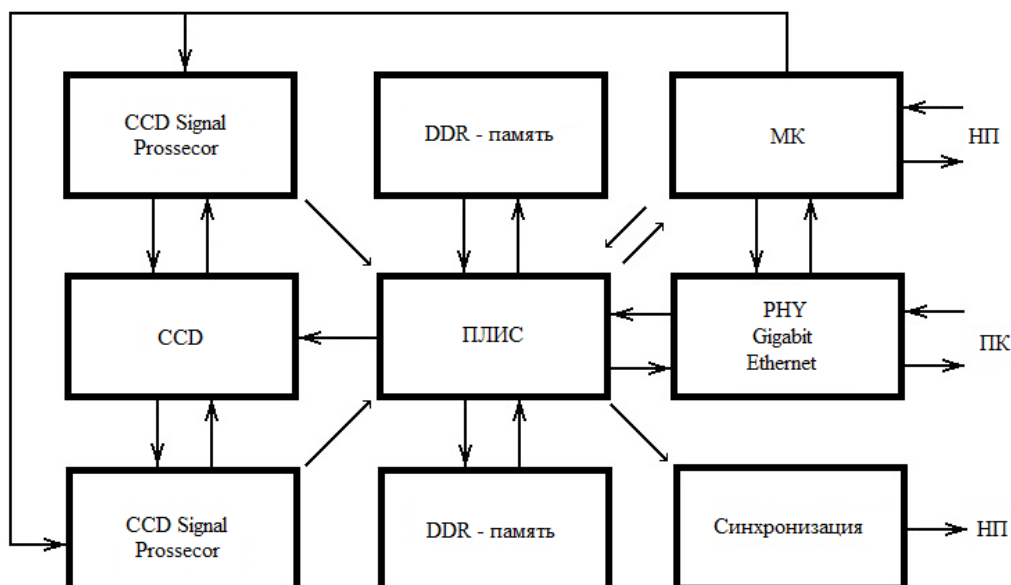 CCD Signal
Prossecor
DDR - память
МК
НП
CCD
ПЛИС
PHY
Gigabit
Ethernet
ПК
CCD Signal
Prossecor
DDR - память
Синхронизация
НП